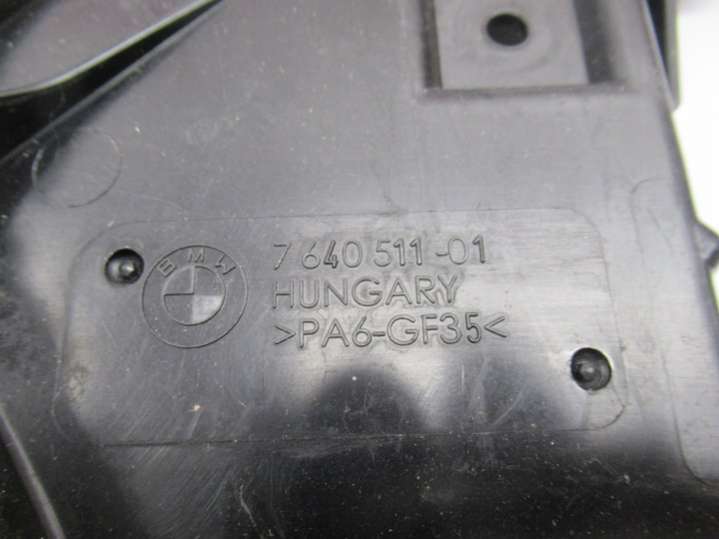 BMW
7 640 511-01
HUNGARY
>PA6-GF35<